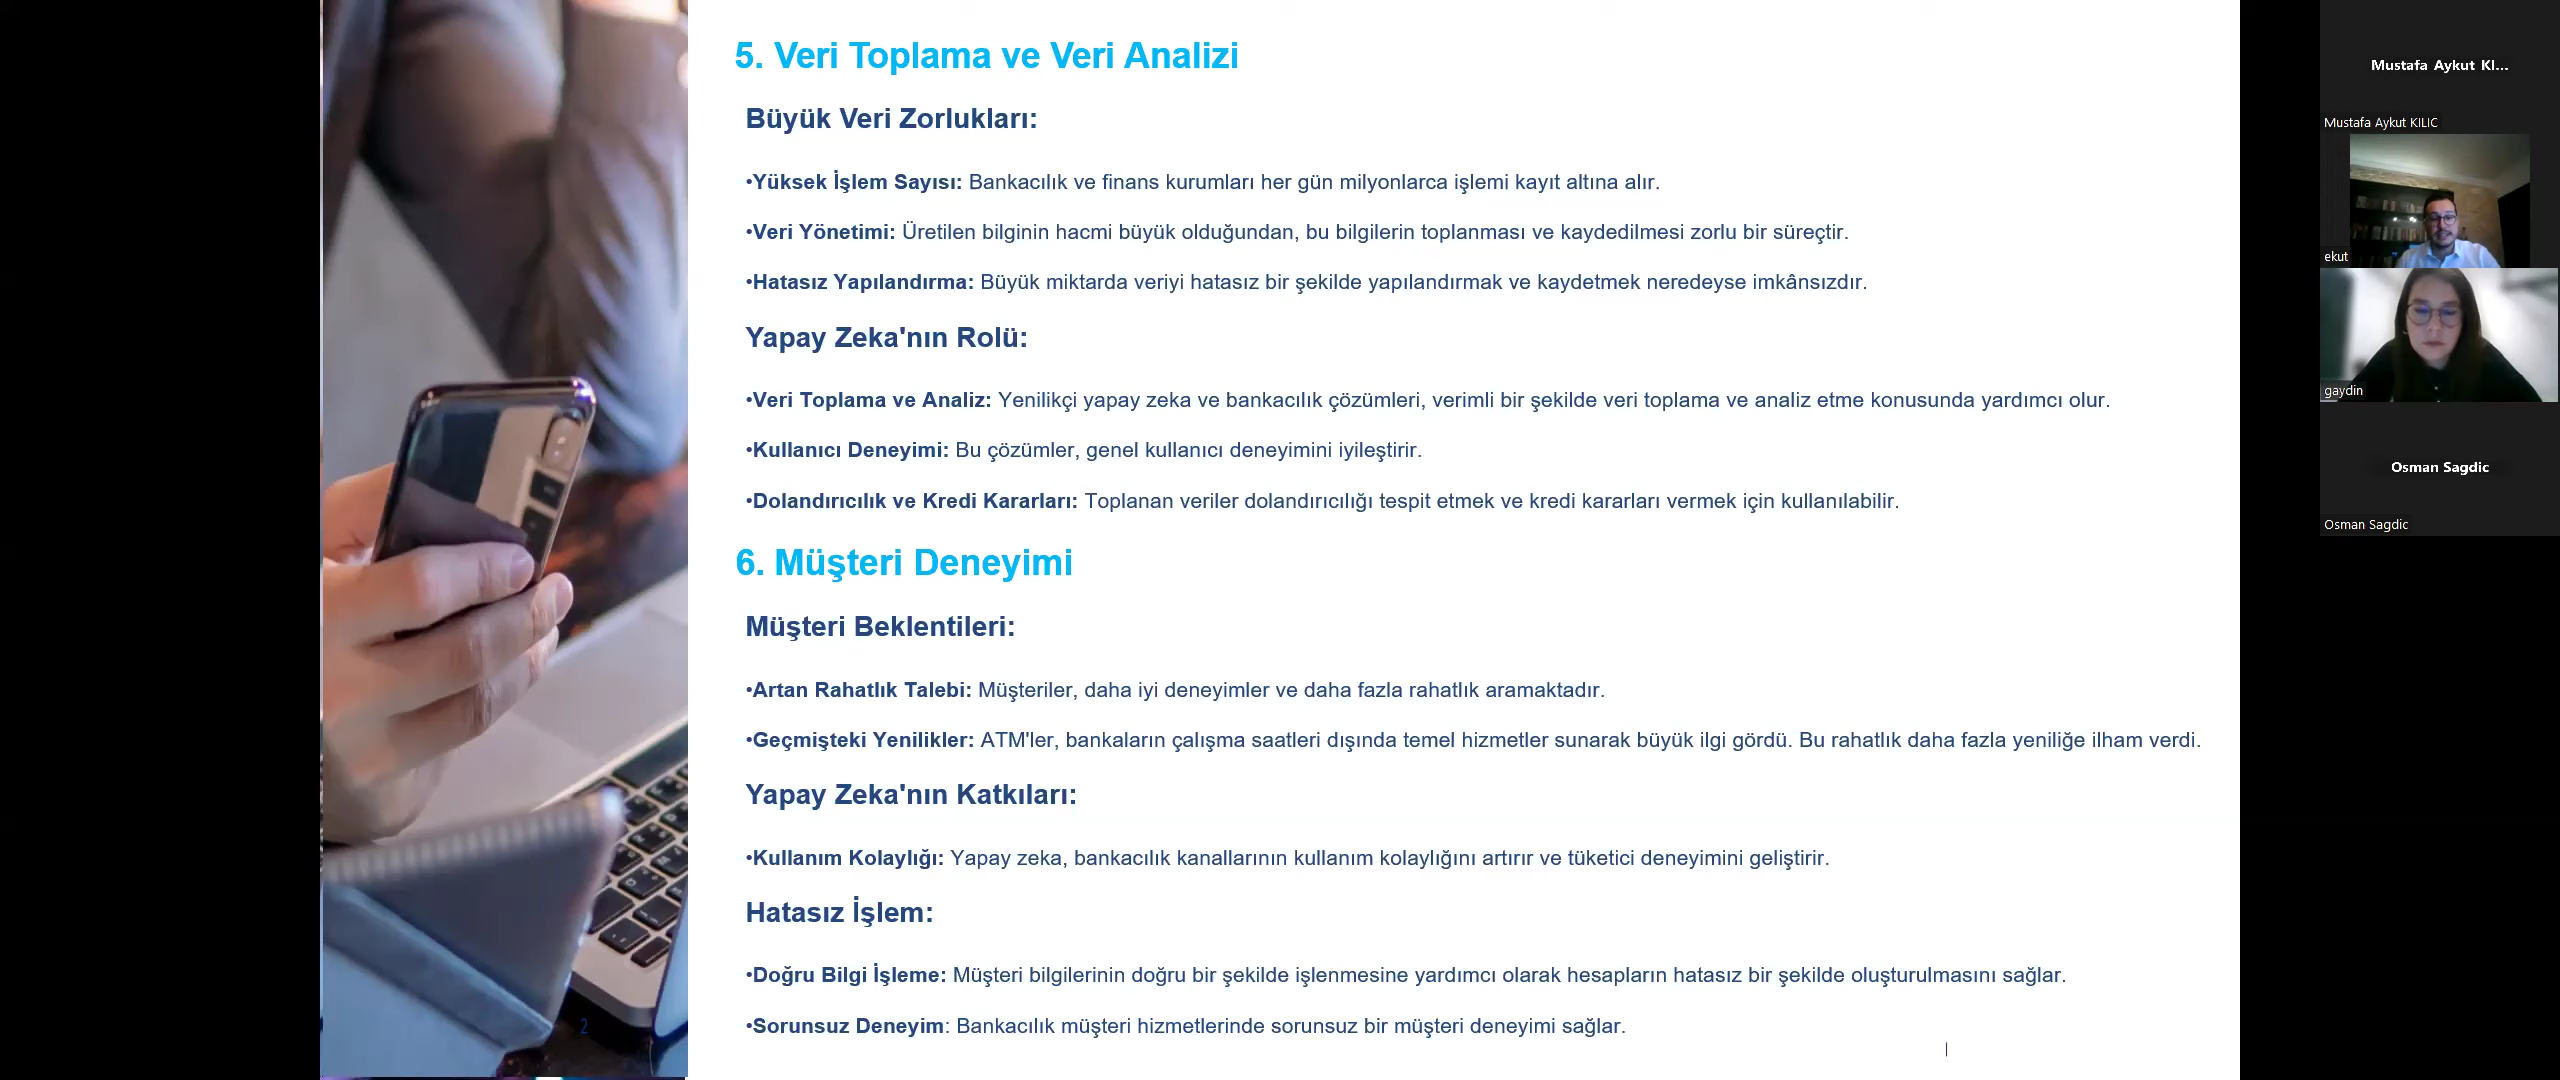 5. Veri Toplama ve Veri Analizi
Büyük Veri Zorlukları:
•Yüksek İşlem Sayısı: Bankacılık ve finans kurumları her gün milyonlarca işlemi kayıt altına alır.
•Veri Yönetimi: Üretilen bilginin hacmi büyük olduğundan, bu bilgilerin toplanması ve kaydedilmesi zorlu bir süreçtir.
•Hatasız Yapılandırma: Büyük miktarda veriyi hatasız bir şekilde yapılandırmak ve kaydetmek neredeyse imkânsızdır.
Yapay Zeka'nın Rolü:
•Veri Toplama ve Analiz: Yenilikçi yapay zeka ve bankacılık çözümleri, verimli bir şekilde veri toplama ve analiz etme konusunda yardımcı olur.
•Kullanıcı Deneyimi: Bu çözümler, genel kullanıcı deneyimini iyileştirir.
•Dolandırıcılık ve Kredi Kararları: Toplanan veriler dolandırıcılığı tespit etmek ve kredi kararları vermek için kullanılabilir.
6. Müşteri Deneyimi
Müşteri Beklentileri:
•Artan Rahatlık Talebi: Müşteriler, daha iyi deneyimler ve daha fazla rahatlık aramaktadır.
•Geçmişteki Yenilikler: ATM'ler, bankaların çalışma saatleri dışında temel hizmetler sunarak büyük ilgi gördü. Bu rahatlık daha fazla yeniliğe ilham verdi.
Yapay Zeka'nın Katkıları:
•Kullanım Kolaylığı: Yapay zeka, bankacılık kanallarının kullanım kolaylığını artırır ve tüketici deneyimini geliştirir.
Hatasız İşlem:
•Doğru Bilgi İşleme: Müşteri bilgilerinin doğru bir şekilde işlenmesine yardımcı olarak hesapların hatasız bir şekilde oluşturulmasını sağlar.
•Sorunsuz Deneyim: Bankacılık müşteri hizmetlerinde sorunsuz bir müşteri deneyimi sağlar.
2
Mustafa Aykut KI...
Mustafa Aykut KILIC
ekut
gaydin
Osman Sagdic
Osman Sagdic